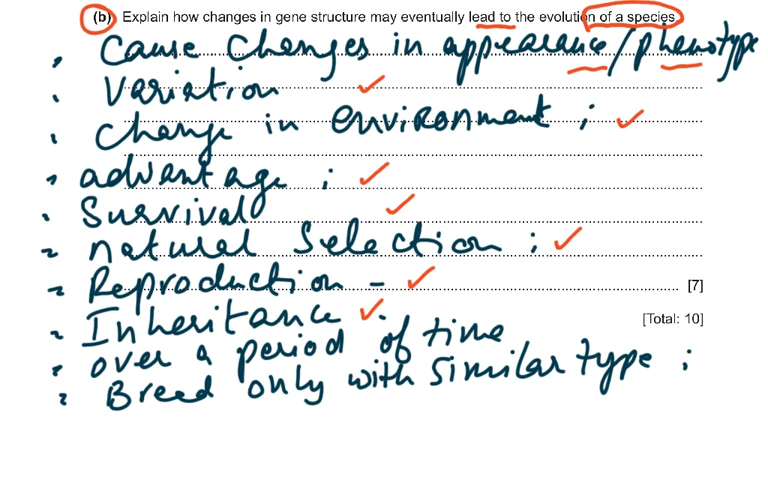 (b) Explain how changes in gene structure may eventually lead to the evolution of a species.
Cause changes in appearance/phenotype
Variation
Change in environment ;
advantage ;
Survival
natural selection ;
Reproduction - [7]
Inheritance . [Total: 10]
over a period of time
Breed only with similar type ;